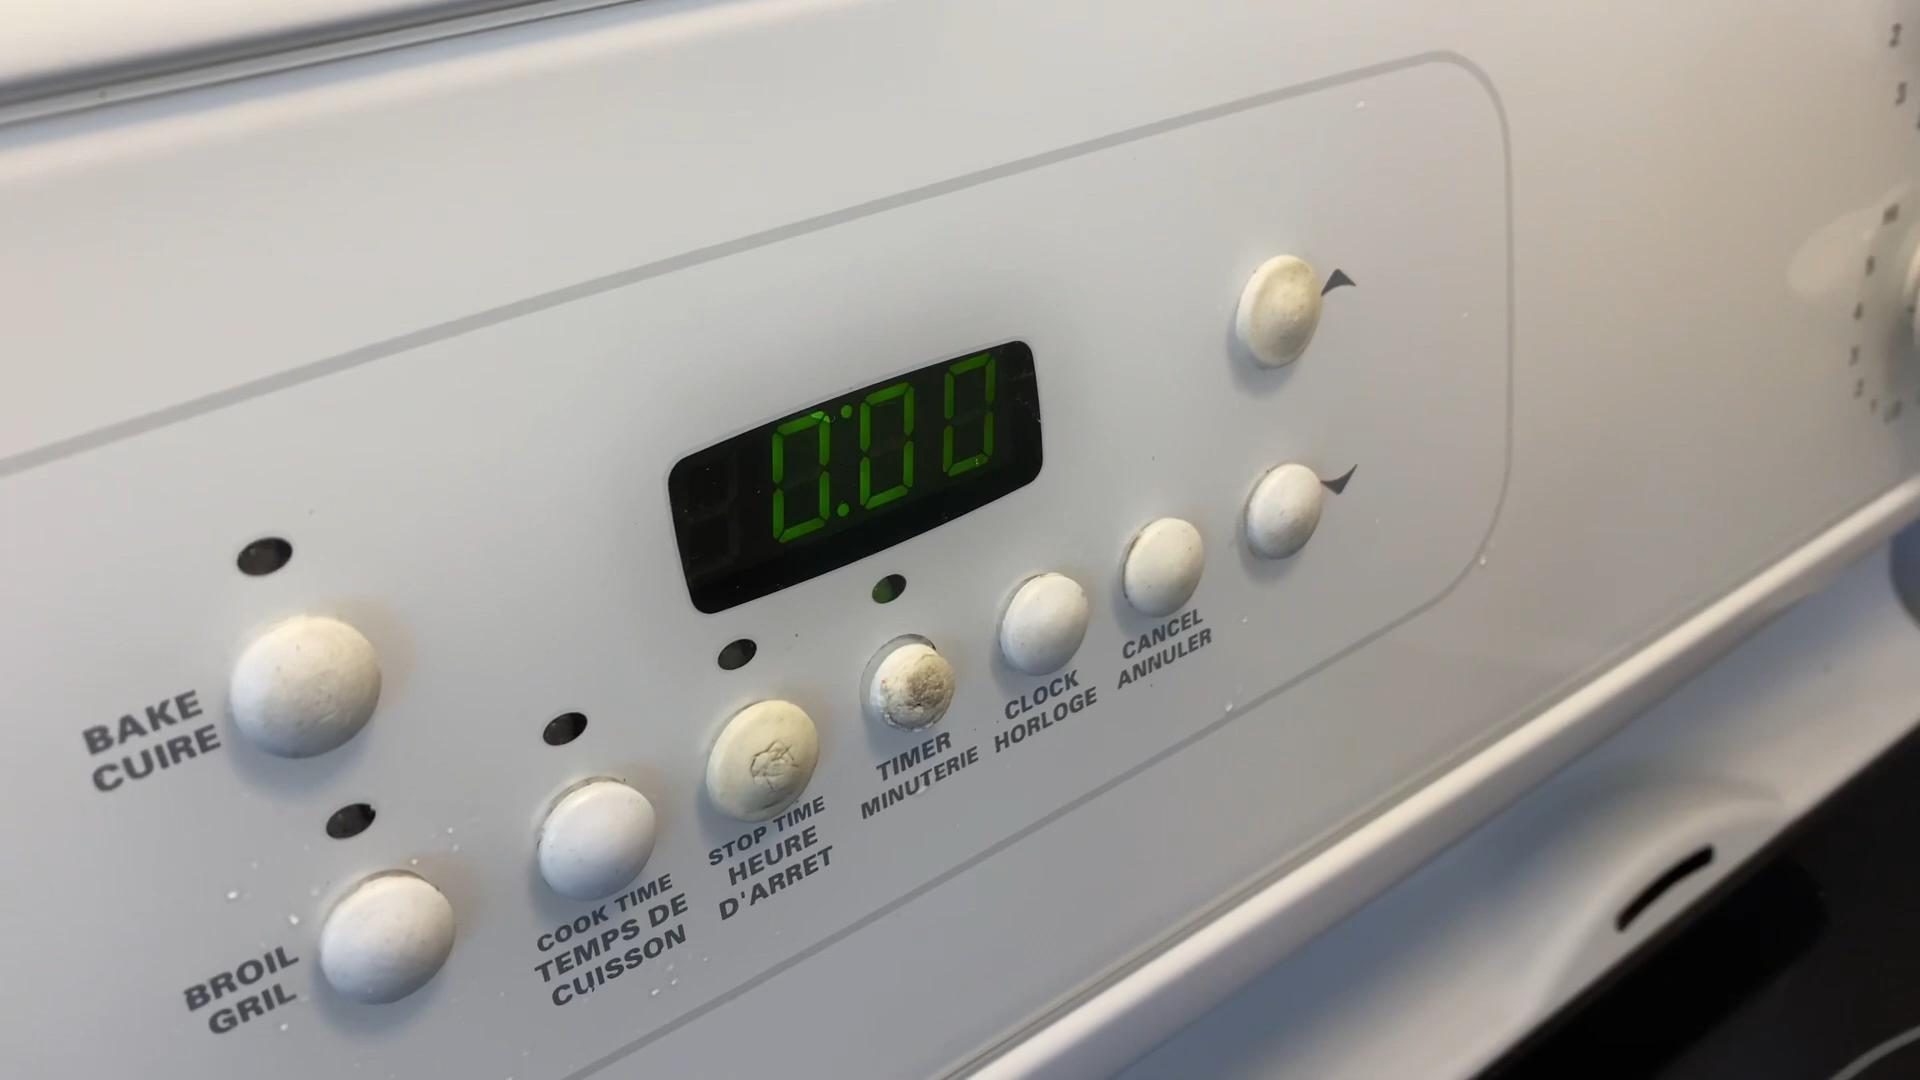 0:00
BAKE
CUIRE
BROIL
GRIL
COOK TIME
TEMPS DE
CUISSON
STOP TIME
HEURE
D'ARRET
TIMER
MINUTERIE
CLOCK
HORLOGE
CANCEL
ANNULER